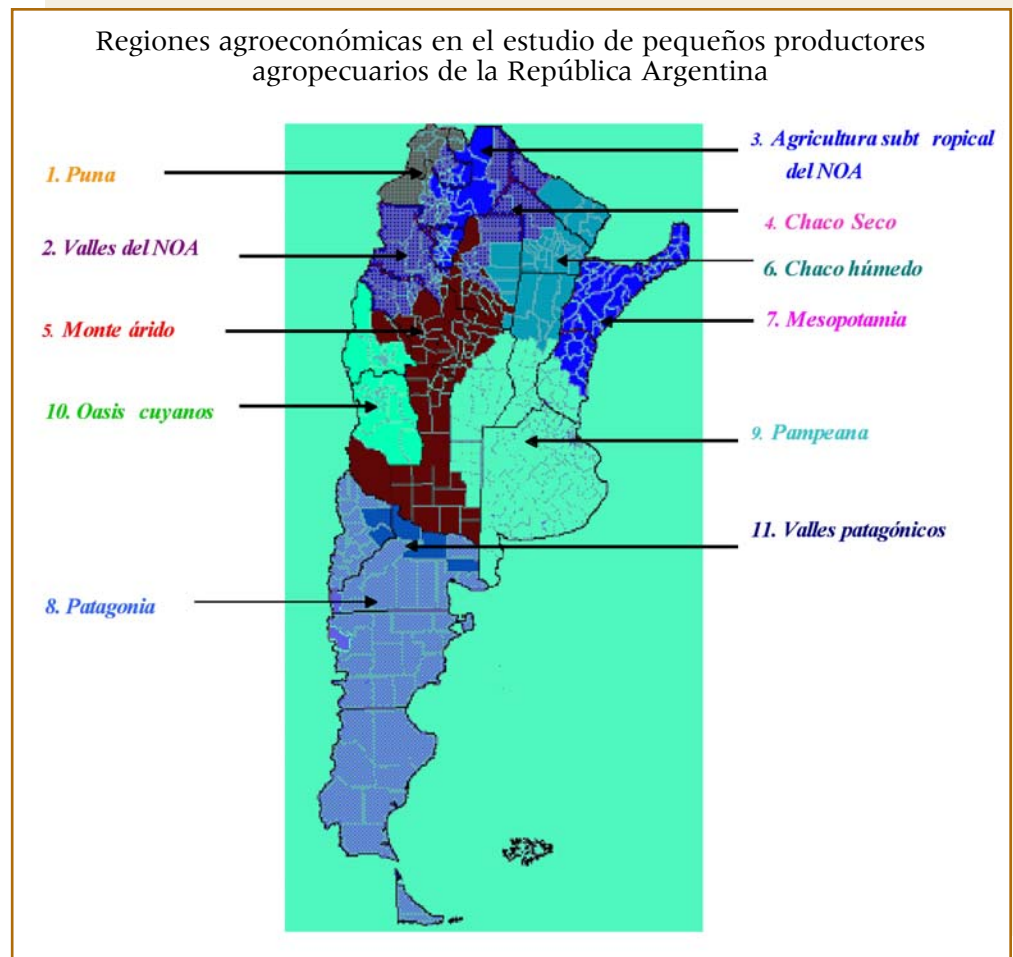 Regiones agroeconómicas en el estudio de pequeños productores
agropecuarios de la República Argentina
1. Puna
2. Valles del NOA
5. Monte árido
10. Oasis cuyanos
8. Patagonia
3. Agricultura subt ropical
del NOA
4. Chaco Seco
6. Chaco húmedo
7. Mesopotamia
9. Pampeana
11. Valles patagónicos